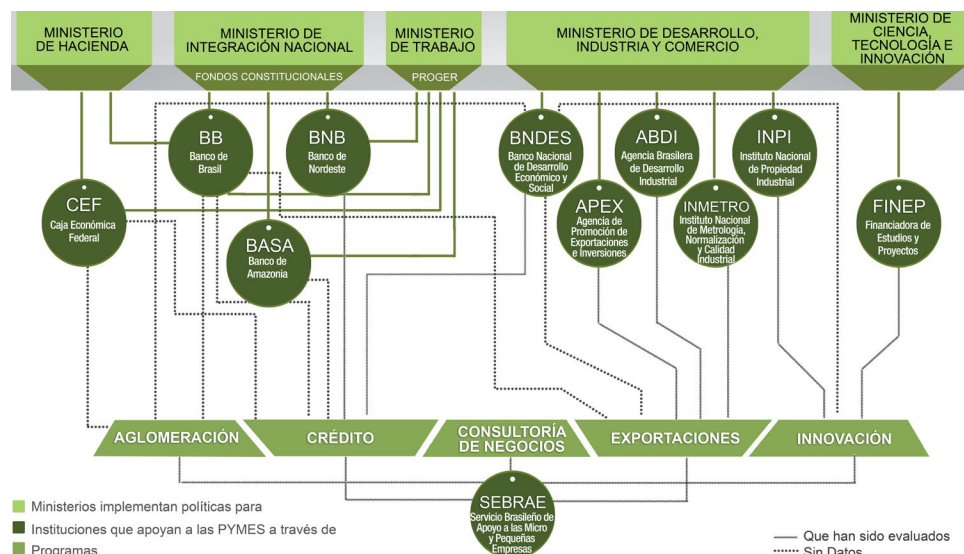 MINISTERIO
DE HACIENDA
MINISTERIO DE
INTEGRACIÓN NACIONAL
FONDOS CONSTITUCIONALES
MINISTERIO
DE TRABAJO
PROGER
MINISTERIO DE DESARROLLO,
INDUSTRIA Y COMERCIO
MINISTERIO DE
CIENCIA,
TECNOLOGÍA E
INNOVACIÓN
BB
Banco de
Brasil
BNB
Banco de
Nordeste
BNDES
Banco Nacional
de Desarrollo
Económico y
Social
ABDI
Agencia Brasilera
de Desarrollo
Industrial
INPI
Instituto Nacional
de Propiedad
Industrial
CEF
Caja Económica
Federal
BASA
Banco de
Amazonia
APEX
Agencia de
Promoción de
Exportaciones
e Inversiones
INMETRO
Instituto Nacional
de Metrología,
Normalización
y Calidad
Industrial
FINEP
Financiadora de
Estudios y
Proyectos
AGLOMERACIÓN
CRÉDITO
CONSULTORÍA
DE NEGOCIOS
EXPORTACIONES
INNOVACIÓN
SEBRAE
Servicio Brasileño de
Apoyo a las Micro
y Pequeñas
Empresas
Ministerios implementan políticas para
Instituciones que apoyan a las PYMES a través de
Programas
Que han sido evaluados
Sin Datos